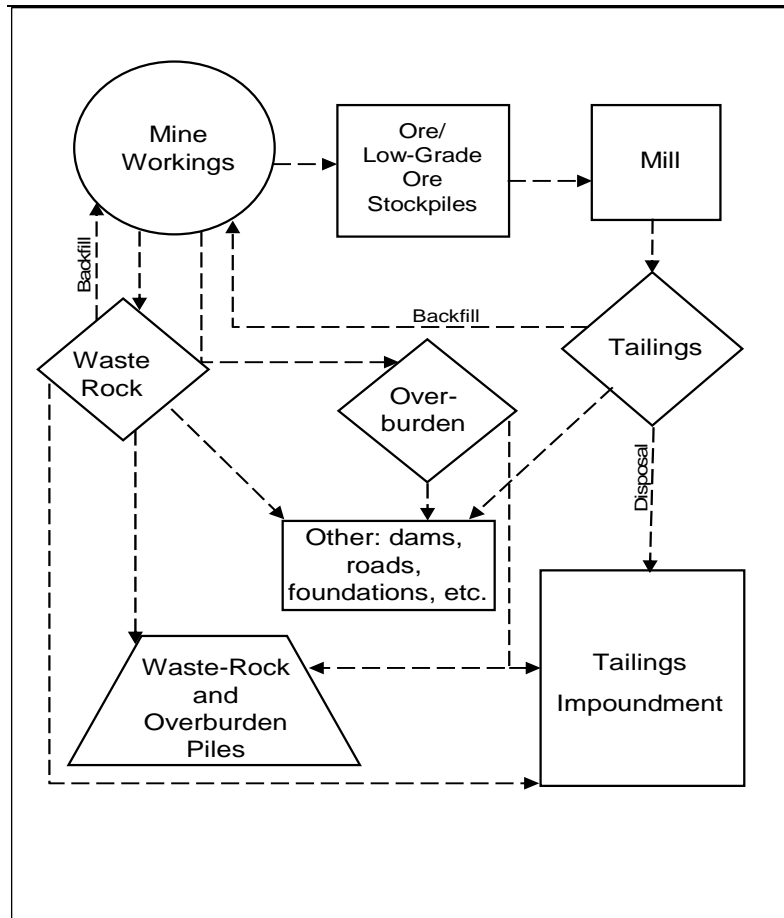 Mine
Workings
Ore/
Low-Grade
Ore
Stockpiles
Mill
Backfill
Backfill
Waste
Rock
Over-
burden
Tailings
Disposal
Other: dams,
roads,
foundations, etc.
Waste-Rock
and
Overburden
Piles
Tailings
Impoundment